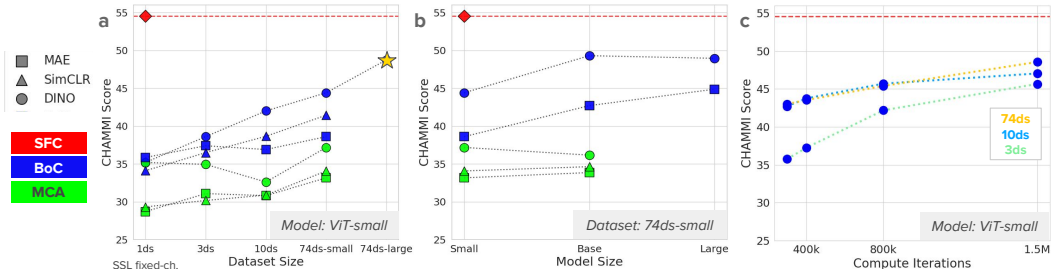 MAE
SimCLR
DINO
SFC
BoC
MCA
a
CHAMMI Score
55
50
45
40
35
30
25
Model: ViT-small
1ds
3ds
10ds
74ds-small
74ds-large
SSL fixed-ch.
Dataset Size
b
CHAMMI Score
55
50
45
40
35
30
25
Dataset: 74ds-small
Small
Base
Large
Model Size
c
CHAMMI Score
55
50
45
40
35
30
25
74ds
10ds
3ds
Model: ViT-small
400k
800k
1.5M
Compute Iterations